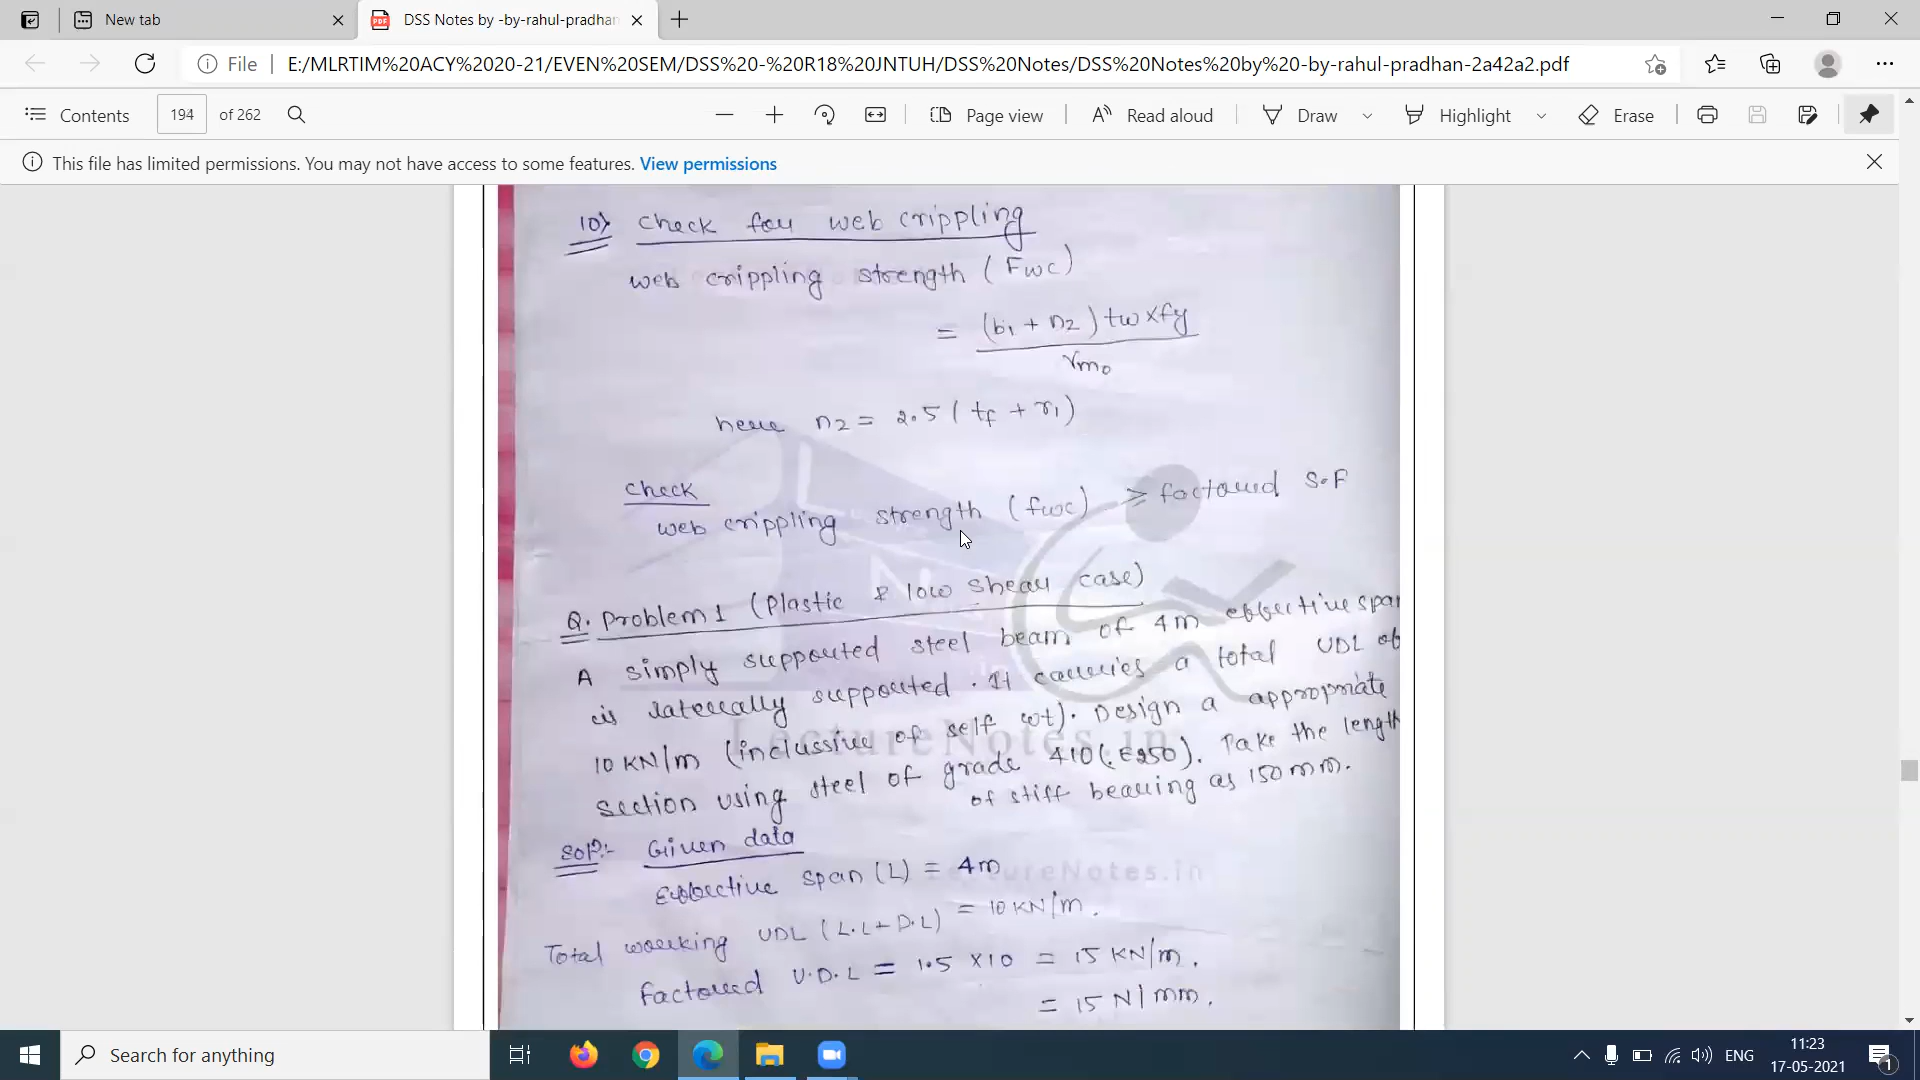 New tab
DSS Notes by -by-rahul-pradhan
File
E:/MLRTIM%20ACY%2020-21/EVEN%20SEM/DSS%20-%20R18%20JNTUH/DSS%20Notes/DSS%20Notes%20by%20-by-rahul-pradhan-2a42a2.pdf
Contents 194 of 262 Page view Read aloud Draw Highlight Erase
This file has limited permissions. You may not have access to some features. View permissions
10) Check for web crippling
web crippling strength (Fwc)
= (b1 + n2) tw x fy
γm0
here n2 = 2.5 (tf + r1)
Check
web crippling strength (fwc) ≥ factored S.F
Q. Problem 1 (Plastic & low shear case)
A simply supported steel beam of 4m effective span
is laterally supported. It carries a total UDL of
10 KN/m (inclussive of self wt). Design a appropriate
section using steel of grade 410 (E250). Take the length
of stiff bearing as 150 mm.
LectureNotes.in
Solⁿ:- Given data
Effective span (L) = 4m
LectureNotes.in
Total working UDL (L.L + D.L) = 10 KN/m.
factored U.D.L = 1.5 x 10 = 15 KN/m.
= 15 N/mm.
Search for anything
ENG
11:23
17-05-2021
1